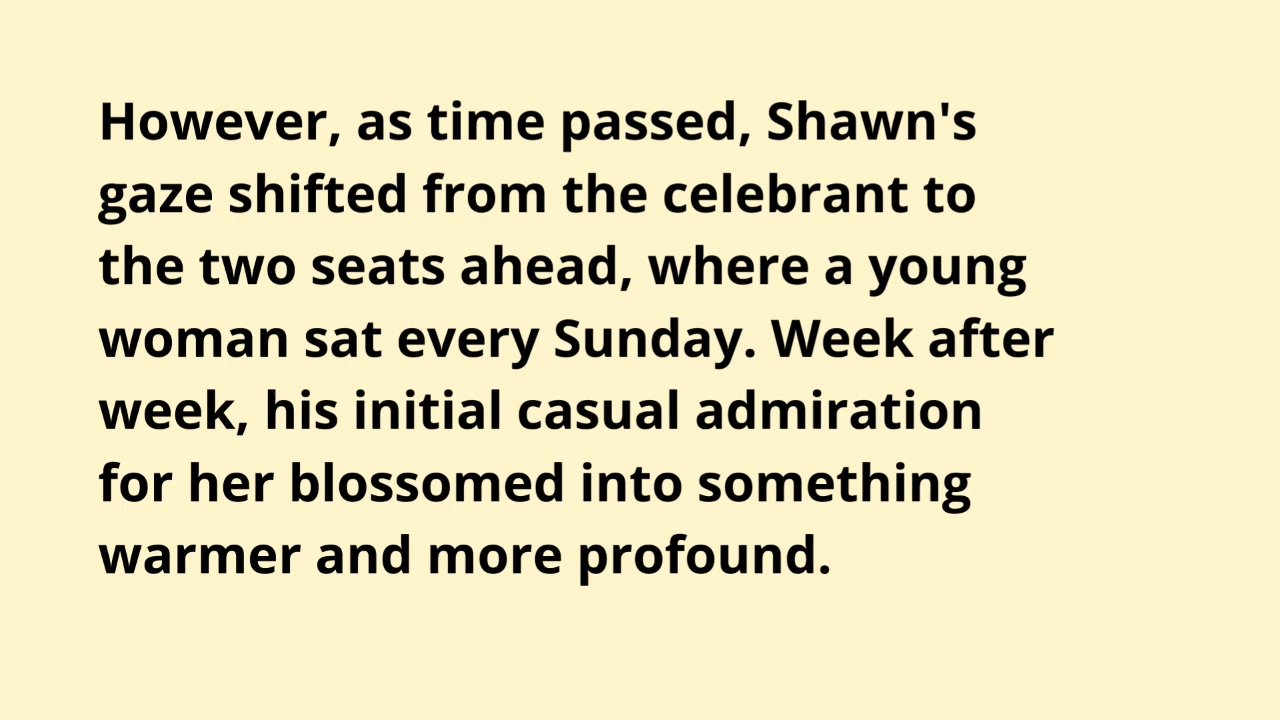 However, as time passed, Shawn's
gaze shifted from the celebrant to
the two seats ahead, where a young
woman sat every Sunday. Week after
week, his initial casual admiration
for her blossomed into something
warmer and more profound.